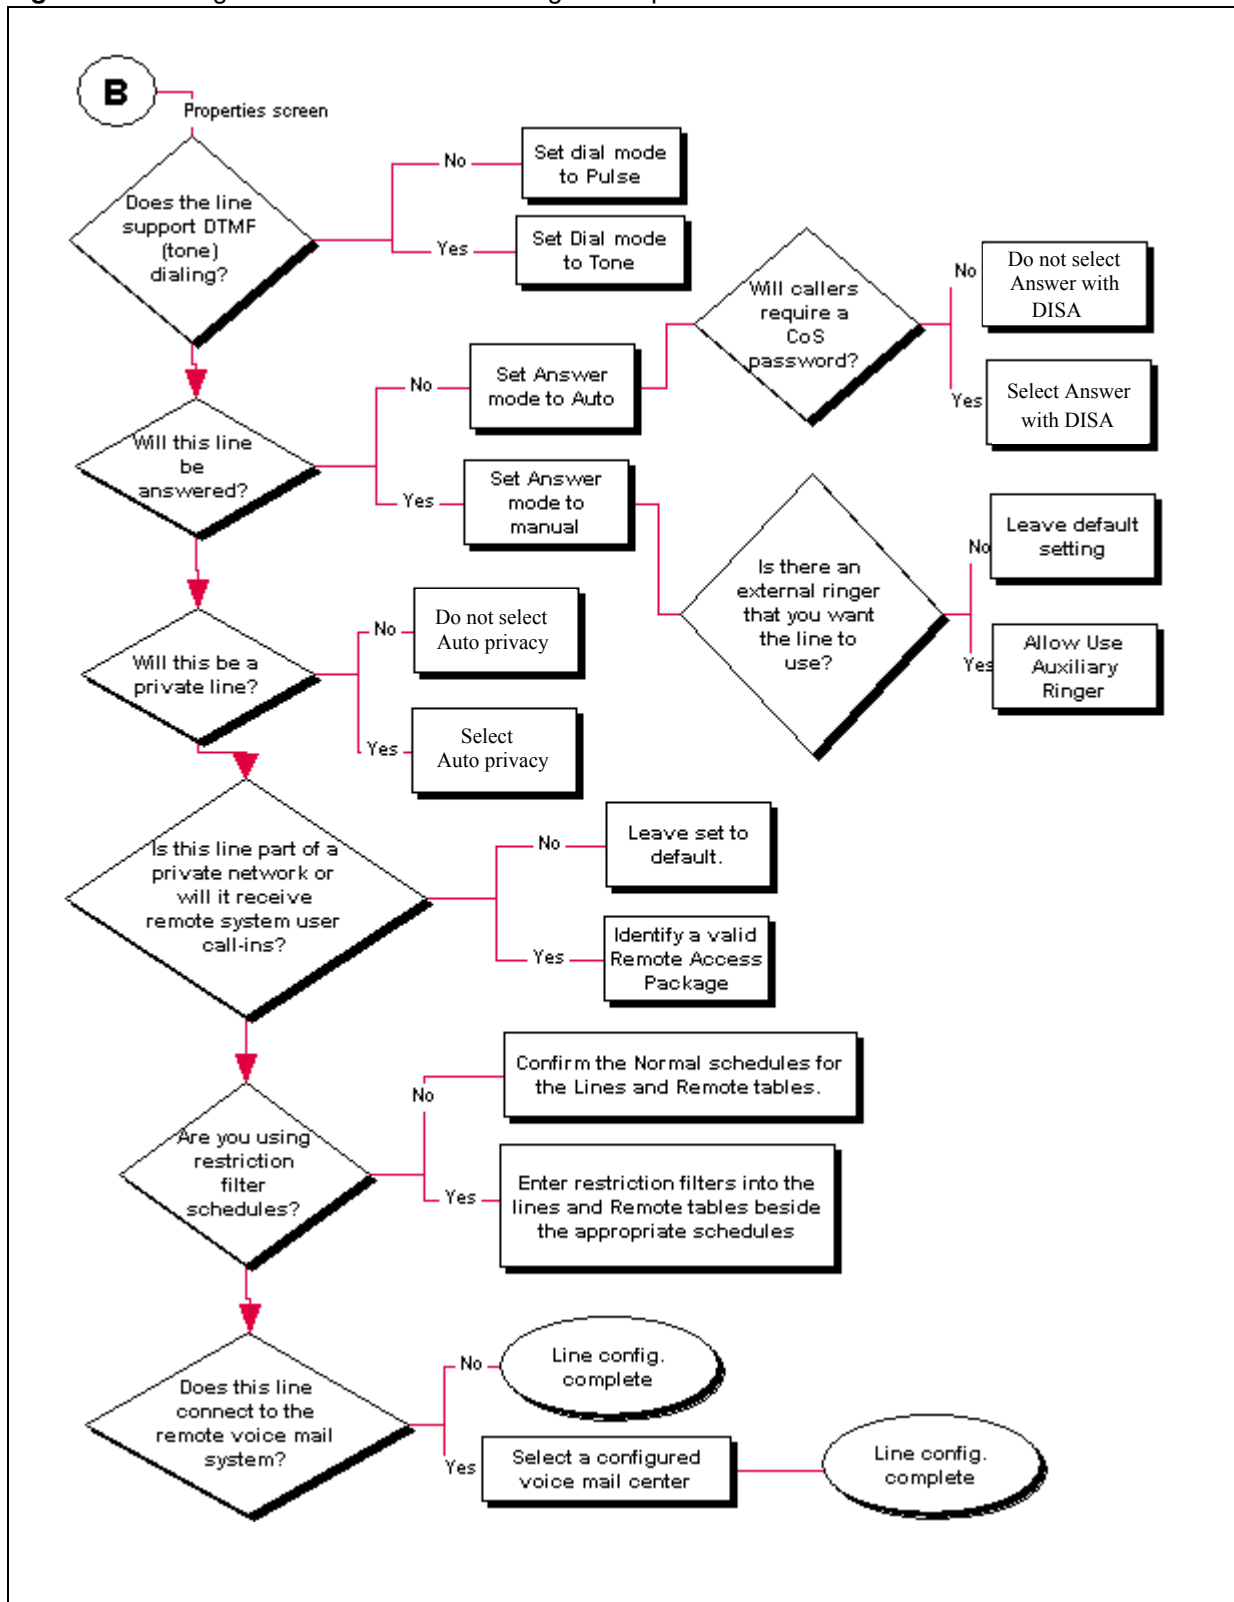 B
Properties screen
Does the line
support DTMF
(tone)
dialing?
No
Set dial mode
to Pulse
Yes
Set Dial mode
to Tone
Will callers
require a
CoS
password?
No
Do not select
Answer with
DISA
Yes
Select Answer
with DISA
Will this line
be
answered?
No
Set Answer
mode to Auto
Yes
Set Answer
mode to
manual
Is there an
external ringer
that you want
the line to
use?
No
Leave default
setting
Yes
Allow Use
Auxiliary
Ringer
Will this be a
private line?
No
Do not select
Auto privacy
Yes
Select
Auto privacy
Is this line part of a
private network or
will it receive
remote system user
call-ins?
No
Leave set to
default.
Yes
Identify a valid
Remote Access
Package
Are you using
restriction
filter
schedules?
No
Confirm the Normal schedules for
the Lines and Remote tables.
Yes
Enter restriction filters into the
lines and Remote tables beside
the appropriate schedules
Does this line
connect to the
remote voice mail
system?
No
Line config.
complete
Yes
Select a configured
voice mail center
Line config.
complete